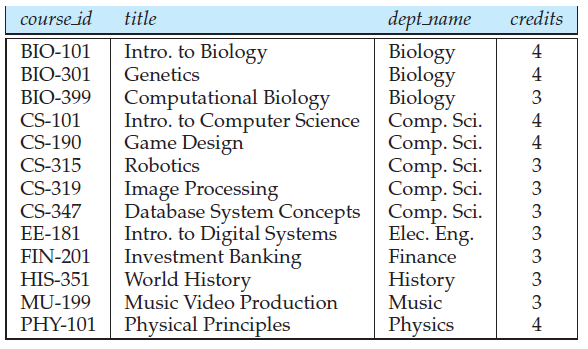 course_id title dept_name credits
BIO-101 Intro. to Biology Biology 4
BIO-301 Genetics Biology 4
BIO-399 Computational Biology Biology 3
CS-101 Intro. to Computer Science Comp. Sci. 4
CS-190 Game Design Comp. Sci. 4
CS-315 Robotics Comp. Sci. 3
CS-319 Image Processing Comp. Sci. 3
CS-347 Database System Concepts Comp. Sci. 3
EE-181 Intro. to Digital Systems Elec. Eng. 3
FIN-201 Investment Banking Finance 3
HIS-351 World History History 3
MU-199 Music Video Production Music 3
PHY-101 Physical Principles Physics 4